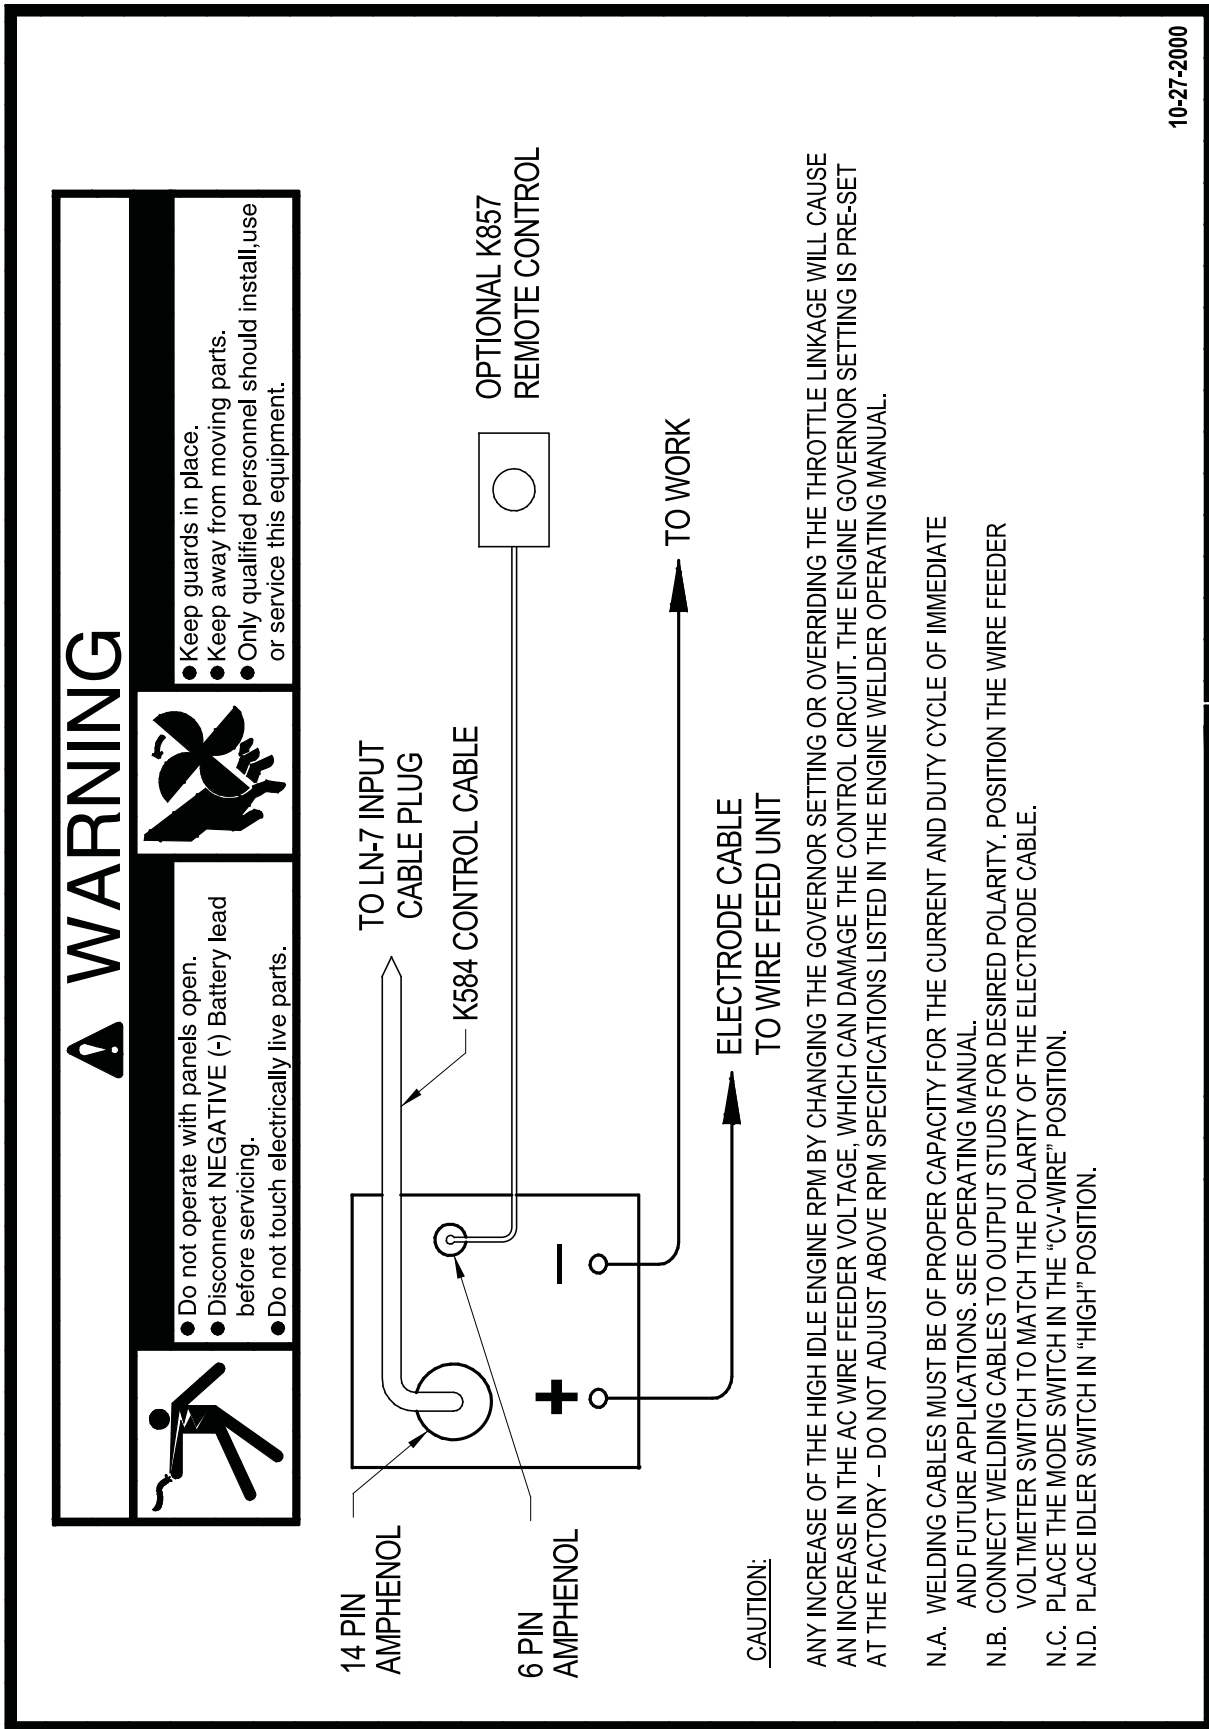 WARNING
● Do not operate with panels open.
● Disconnect NEGATIVE (-) Battery lead
before servicing.
● Do not touch electrically live parts.
● Keep guards in place.
● Keep away from moving parts.
● Only qualified personnel should install,use
or service this equipment.
14 PIN
AMPHENOL
6 PIN
AMPHENOL
TO LN-7 INPUT
CABLE PLUG
K584 CONTROL CABLE
OPTIONAL K857
REMOTE CONTROL
+
–
TO WORK
ELECTRODE CABLE
TO WIRE FEED UNIT
CAUTION:
ANY INCREASE OF THE HIGH IDLE ENGINE RPM BY CHANGING THE GOVERNOR SETTING OR OVERRIDING THE THROTTLE LINKAGE WILL CAUSE
AN INCREASE IN THE AC WIRE FEEDER VOLTAGE, WHICH CAN DAMAGE THE CONTROL CIRCUIT. THE ENGINE GOVERNOR SETTING IS PRE-SET
AT THE FACTORY – DO NOT ADJUST ABOVE RPM SPECIFICATIONS LISTED IN THE ENGINE WELDER OPERATING MANUAL.
N.A. WELDING CABLES MUST BE OF PROPER CAPACITY FOR THE CURRENT AND DUTY CYCLE OF IMMEDIATE
AND FUTURE APPLICATIONS. SEE OPERATING MANUAL.
N.B. CONNECT WELDING CABLES TO OUTPUT STUDS FOR DESIRED POLARITY. POSITION THE WIRE FEEDER
VOLTMETER SWITCH TO MATCH THE POLARITY OF THE ELECTRODE CABLE.
N.C. PLACE THE MODE SWITCH IN THE “CV-WIRE” POSITION.
N.D. PLACE IDLER SWITCH IN “HIGH” POSITION.
10-27-2000